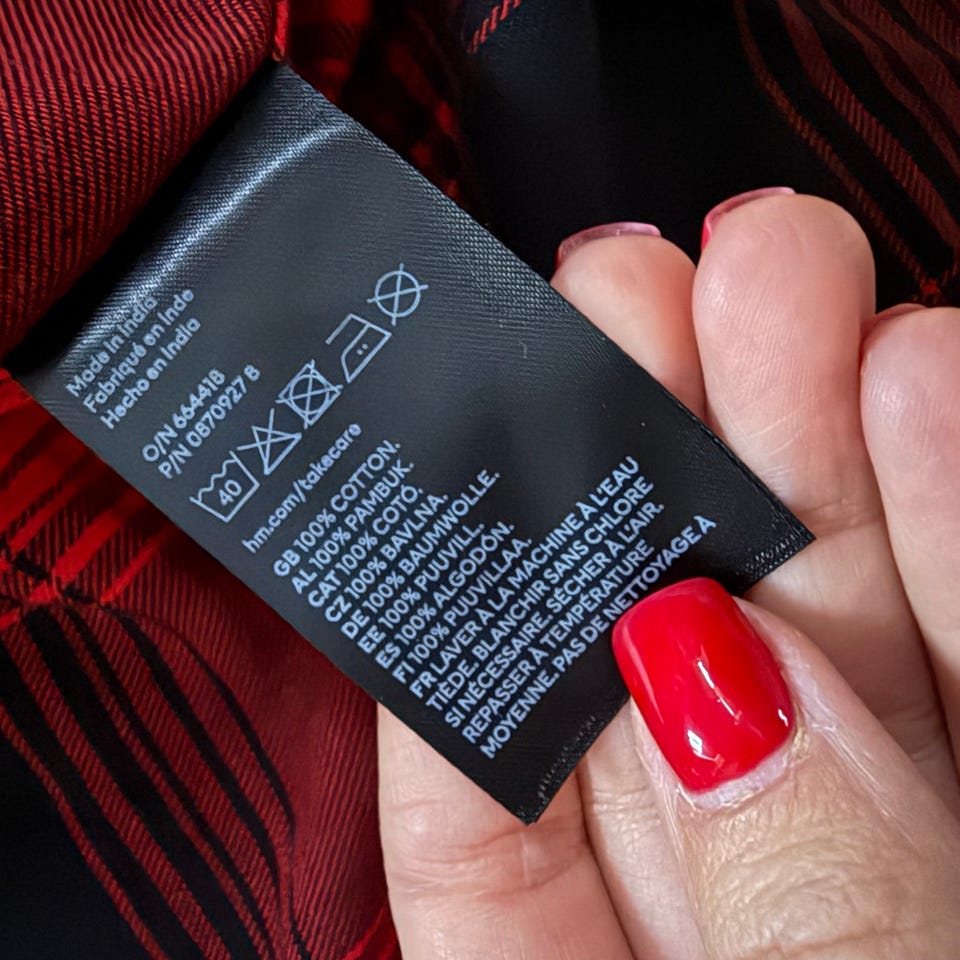 Made in India
Fabriqué en Inde
Hecho en India
O/N 664418
P/N 0870927 8
40
hm.com/takecare
GB 100% COTTON.
AL 100% PAMBUK.
CAT 100% COTÓ.
CZ 100% BAVLNA.
DE 100% BAUMWOLLE.
EE 100% PUUVILL.
ES 100% ALGODÓN.
FI 100% PUUVILLAA.
FR LAVER À LA MACHINE À L'EAU
TIÈDE. BLANCHIR SANS CHLORE
SI NÉCESSAIRE. SÉCHER À L'AIR.
REPASSER À TEMPÉRATURE
MOYENNE. PAS DE NETTOYAGE À